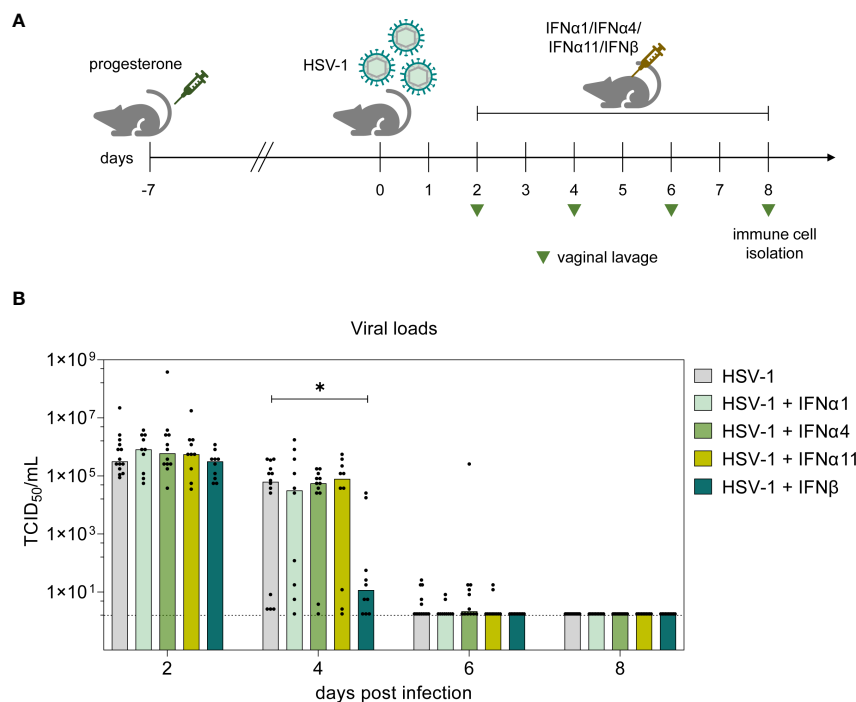 A
progesterone
HSV-1
IFNα1/IFNα4/
IFNα11/IFNβ
days
-7
0
1
2
3
4
5
6
7
8
vaginal lavage
immune cell
isolation
B
Viral loads
TCID50/mL
1×10⁹
1×10⁷
1×10⁵
1×10³
1×10¹
*
HSV-1
HSV-1 + IFNα1
HSV-1 + IFNα4
HSV-1 + IFNα11
HSV-1 + IFNβ
2
4
6
8
days post infection